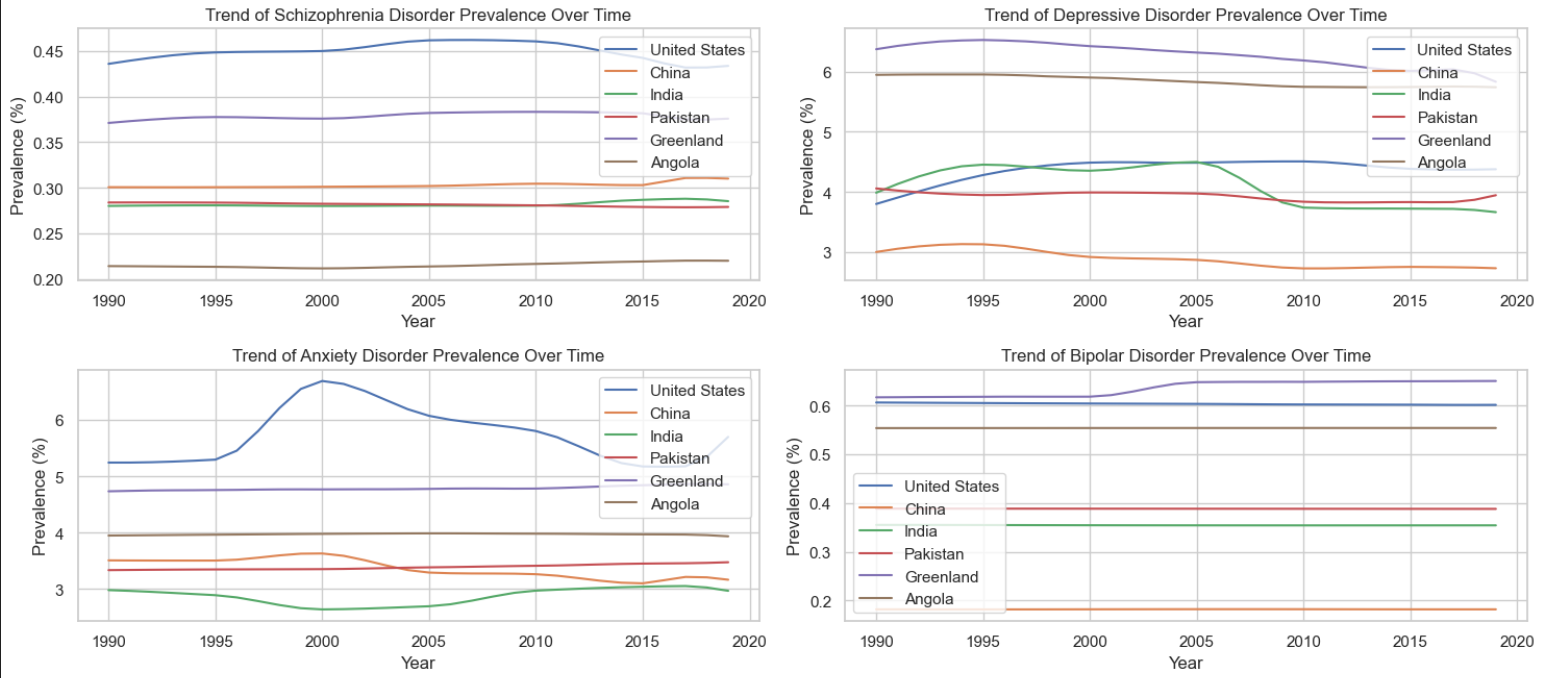 Trend of Schizophrenia Disorder Prevalence Over Time
Prevalence (%)
0.45
0.40
0.35
0.30
0.25
0.20
United States
China
India
Pakistan
Greenland
Angola
1990 1995 2000 2005 2010 2015 2020
Year
Trend of Depressive Disorder Prevalence Over Time
Prevalence (%)
6
5
4
3
United States
China
India
Pakistan
Greenland
Angola
1990 1995 2000 2005 2010 2015 2020
Year
Trend of Anxiety Disorder Prevalence Over Time
Prevalence (%)
6
5
4
3
United States
China
India
Pakistan
Greenland
Angola
1990 1995 2000 2005 2010 2015 2020
Year
Trend of Bipolar Disorder Prevalence Over Time
Prevalence (%)
0.6
0.5
0.4
0.3
0.2
United States
China
India
Pakistan
Greenland
Angola
1990 1995 2000 2005 2010 2015 2020
Year